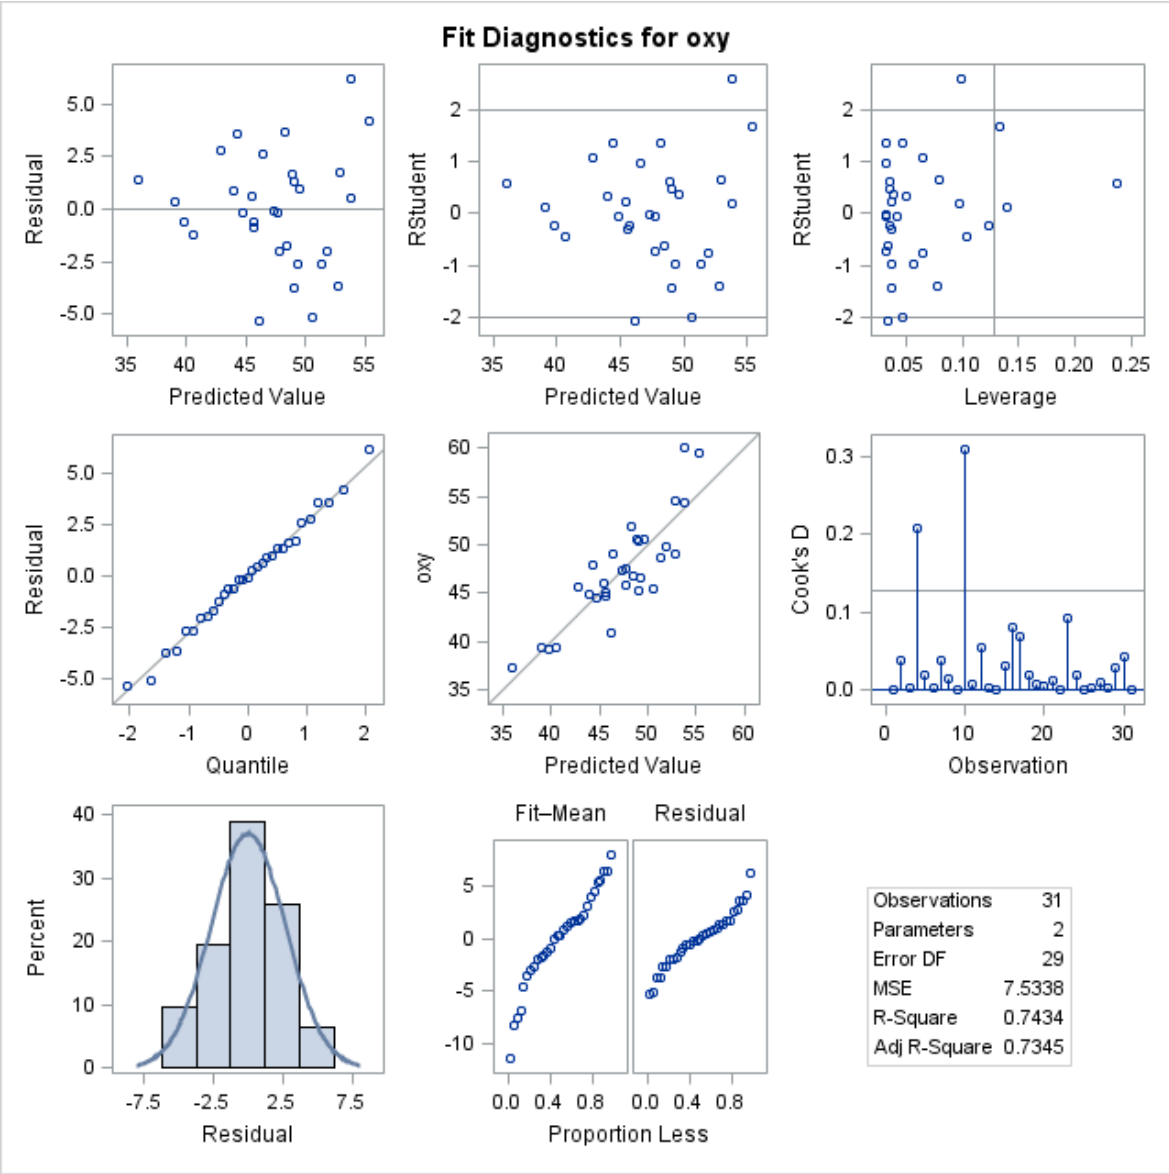 Fit Diagnostics for oxy
Residual
5.0
2.5
0.0
-2.5
-5.0
35 40 45 50 55
Predicted Value
RStudent
2
1
0
-1
-2
35 40 45 50 55
Predicted Value
RStudent
2
1
0
-1
-2
0.05 0.10 0.15 0.20 0.25
Leverage
Residual
5.0
2.5
0.0
-2.5
-5.0
-2 -1 0 1 2
Quantile
oxy
60
55
50
45
40
35
35 40 45 50 55 60
Predicted Value
Cook's D
0.3
0.2
0.1
0.0
0 10 20 30
Observation
Percent
40
30
20
10
0
-7.5 -2.5 2.5 7.5
Residual
Fit–Mean Residual
5
0
-5
-10
0.0 0.4 0.8 0.0 0.4 0.8
Proportion Less
Observations 31
Parameters 2
Error DF 29
MSE 7.5338
R-Square 0.7434
Adj R-Square 0.7345